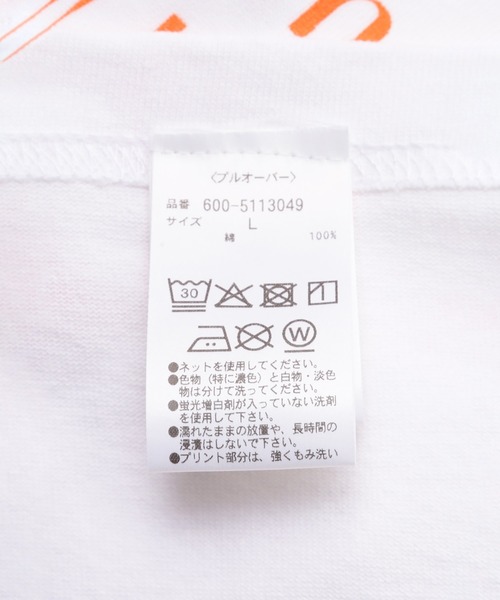 〈プルオーバー〉
品番 600-5113049
サイズ L
綿 100%
30
W
●ネットを使用してください。
●色物（特に濃色）と白物・淡色
物は分けて洗ってください。
●蛍光増白剤が入っていない洗剤
を使用して下さい。
●濡れたままの放置や、長時間の
浸漬はしないで下さい。
●プリント部分は、強くもみ洗い